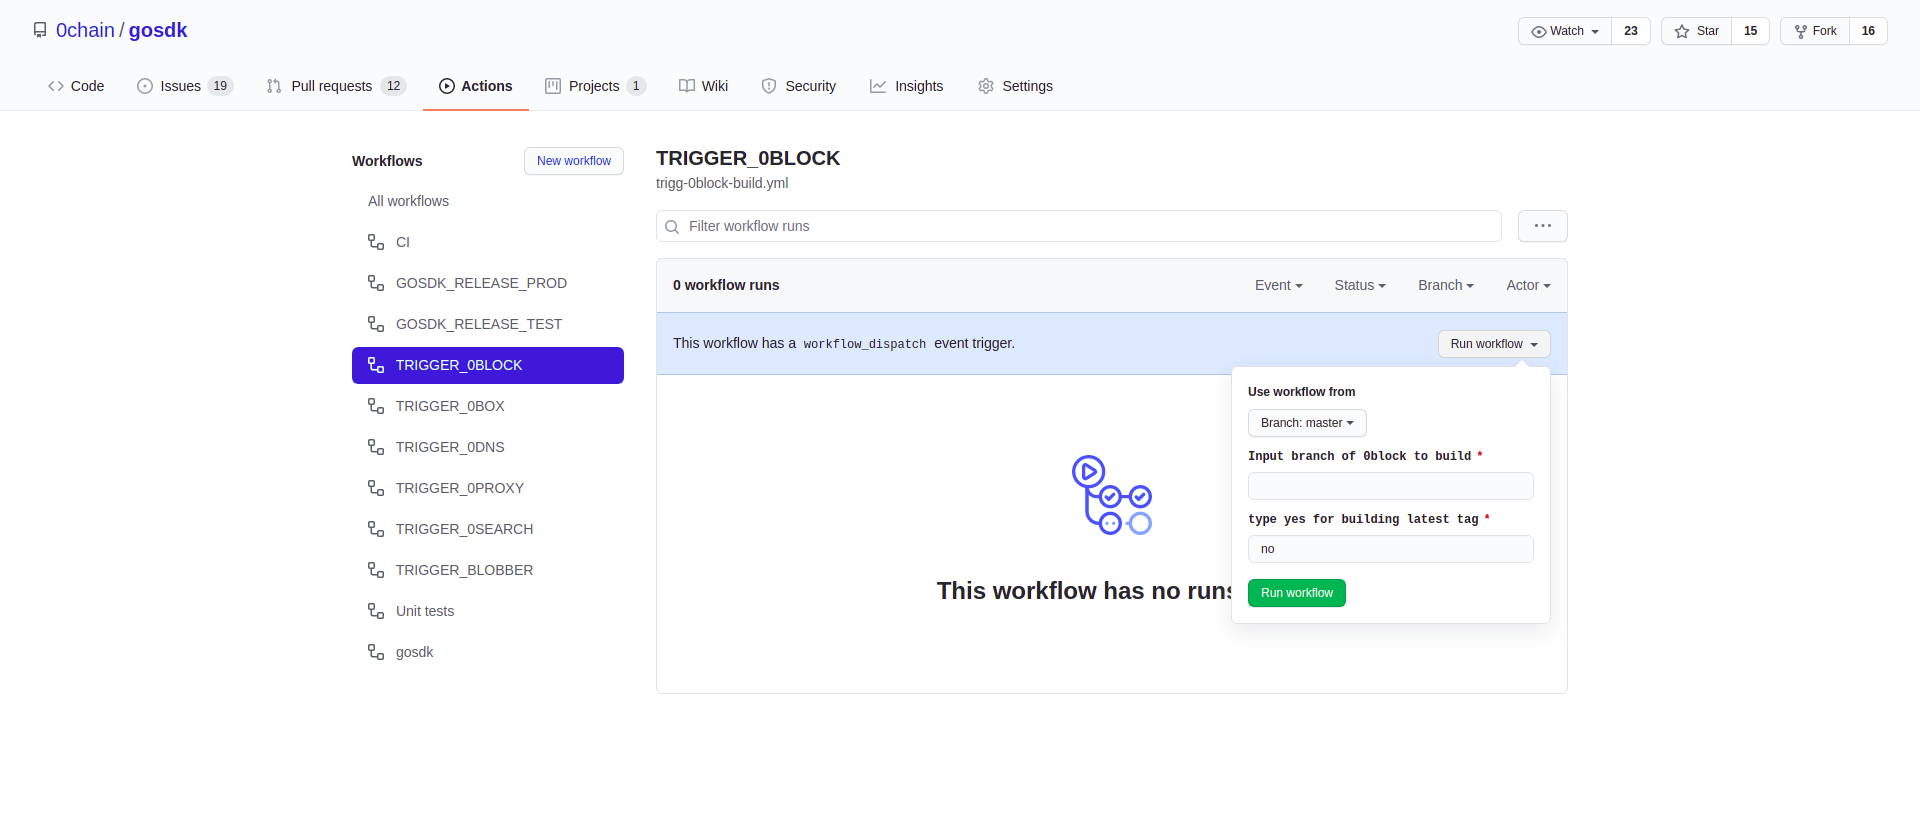 0chain / gosdk
Watch 23 Star 15 Fork 16
Code Issues 19 Pull requests 12 Actions Projects 1 Wiki Security Insights Settings
Workflows
New workflow
All workflows
CI
GOSDK_RELEASE_PROD
GOSDK_RELEASE_TEST
TRIGGER_0BLOCK
TRIGGER_0BOX
TRIGGER_0DNS
TRIGGER_0PROXY
TRIGGER_0SEARCH
TRIGGER_BLOBBER
Unit tests
gosdk
TRIGGER_0BLOCK
trigg-0block-build.yml
Filter workflow runs
0 workflow runs
Event Status Branch Actor
This workflow has a workflow_dispatch event trigger.
Run workflow
Use workflow from
Branch: master
Input branch of 0block to build *
type yes for building latest tag *
no
Run workflow
This workflow has no runs